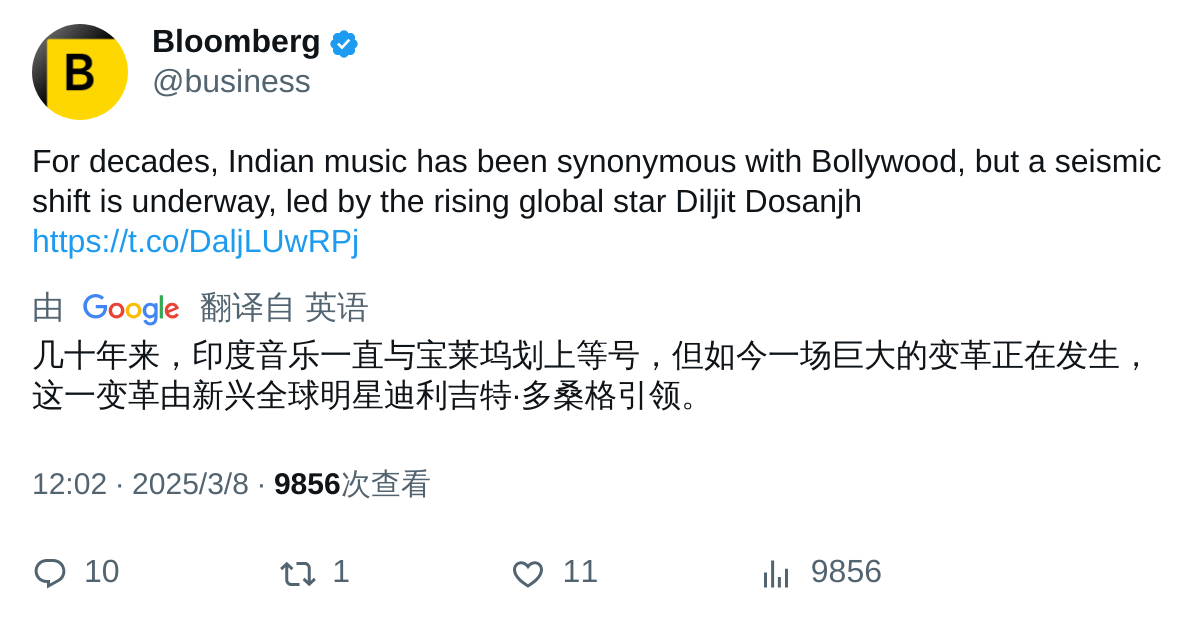 B
Bloomberg
@business
For decades, Indian music has been synonymous with Bollywood, but a seismic
shift is underway, led by the rising global star Diljit Dosanjh
https://t.co/DaljLUwRPj
由 Google 翻译自 英语
几十年来，印度音乐一直与宝莱坞划上等号，但如今一场巨大的变革正在发生，
这一变革由新兴全球明星迪利吉特·多桑格引领。
12:02 · 2025/3/8 · 9856次查看
10 1 11 9856